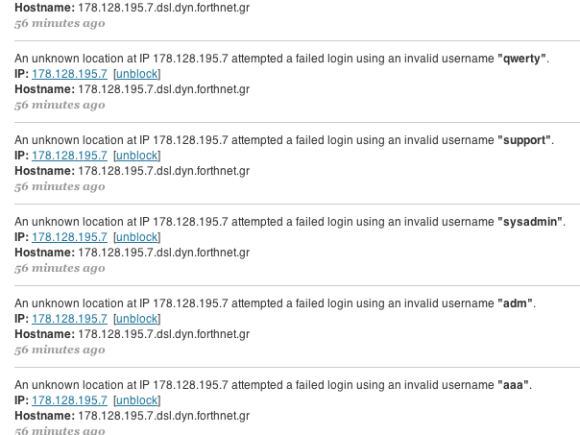 Hostname: 178.128.195.7.dsl.dyn.forthnet.gr
56 minutes ago
An unknown location at IP 178.128.195.7 attempted a failed login using an invalid username "qwerty".
IP: 178.128.195.7 [unblock]
Hostname: 178.128.195.7.dsl.dyn.forthnet.gr
56 minutes ago
An unknown location at IP 178.128.195.7 attempted a failed login using an invalid username "support".
IP: 178.128.195.7 [unblock]
Hostname: 178.128.195.7.dsl.dyn.forthnet.gr
56 minutes ago
An unknown location at IP 178.128.195.7 attempted a failed login using an invalid username "sysadmin".
IP: 178.128.195.7 [unblock]
Hostname: 178.128.195.7.dsl.dyn.forthnet.gr
56 minutes ago
An unknown location at IP 178.128.195.7 attempted a failed login using an invalid username "adm".
IP: 178.128.195.7 [unblock]
Hostname: 178.128.195.7.dsl.dyn.forthnet.gr
56 minutes ago
An unknown location at IP 178.128.195.7 attempted a failed login using an invalid username "aaa".
IP: 178.128.195.7 [unblock]
Hostname: 178.128.195.7.dsl.dyn.forthnet.gr
56 minutes ago